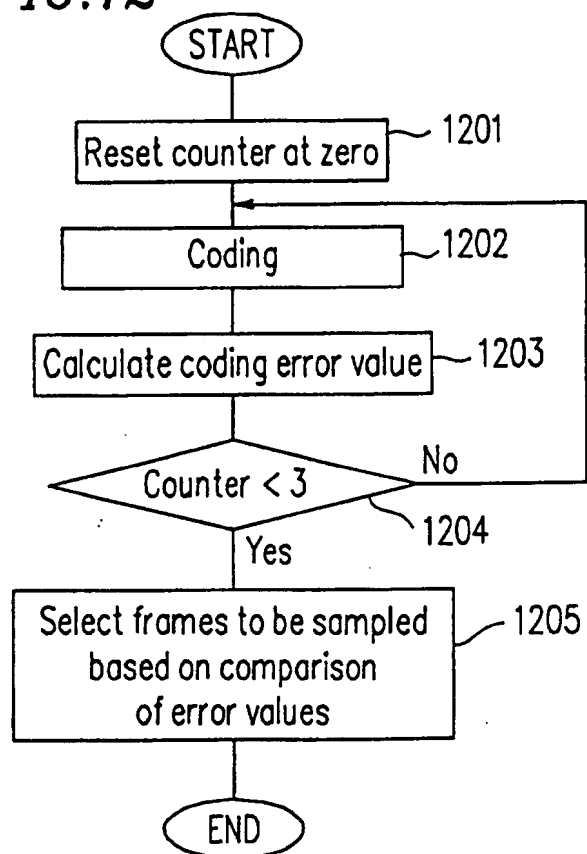 START
Reset counter at zero
1201
Coding
1202
Calculate coding error value
1203
Counter < 3
No
1204
Yes
Select frames to be sampled
based on comparison
of error values
1205
END